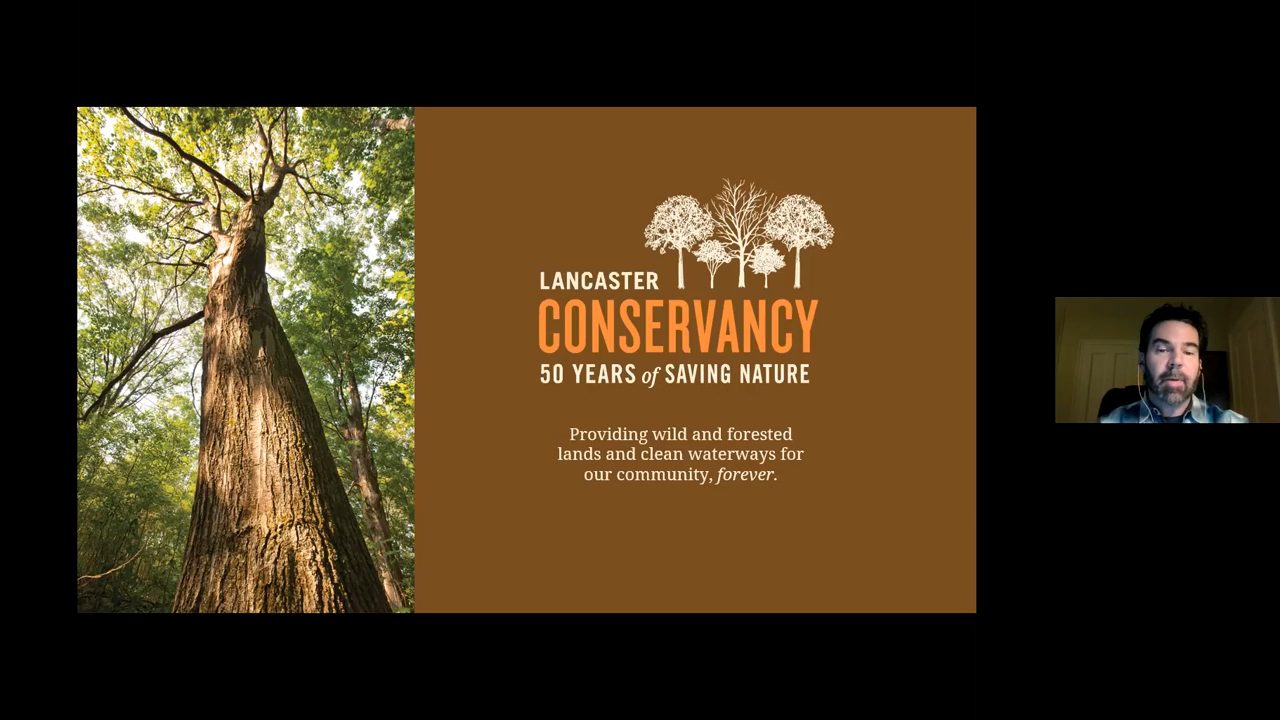 LANCASTER
CONSERVANCY
50 YEARS of SAVING NATURE
Providing wild and forested
lands and clean waterways for
our community, forever.